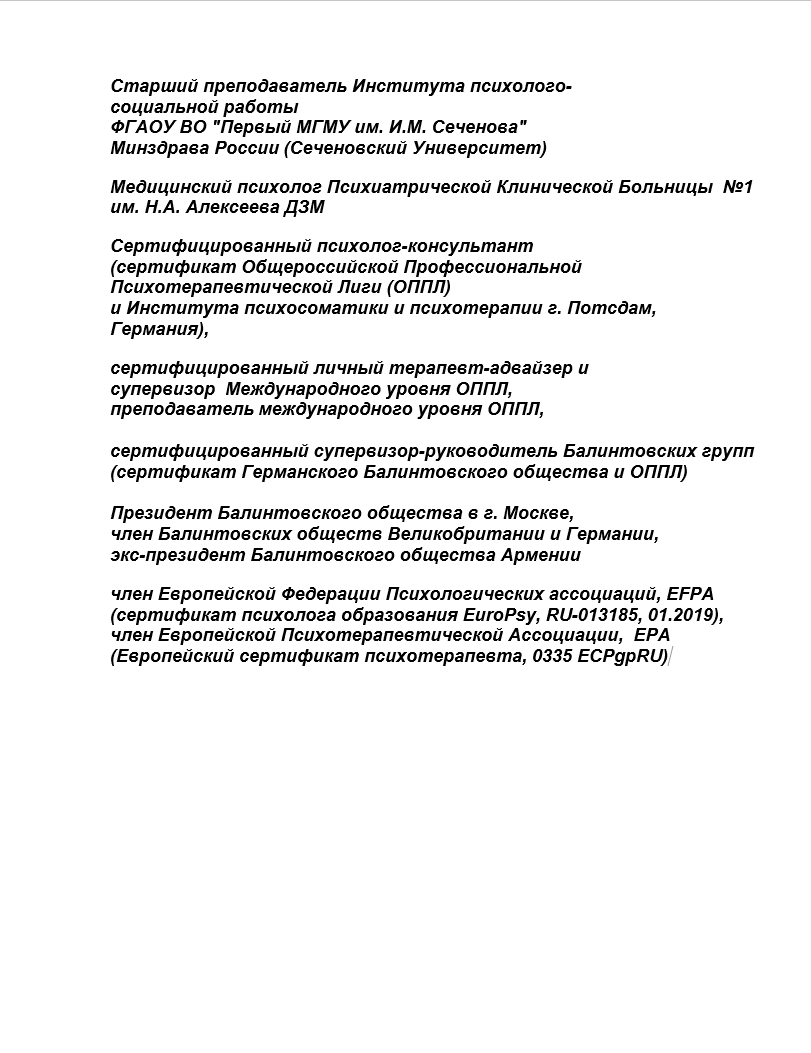 Старший преподаватель Института психолого-
социальной работы
ФГАОУ ВО "Первый МГМУ им. И.М. Сеченова"
Минздрава России (Сеченовский Университет)
Медицинский психолог Психиатрической Клинической Больницы №1
им. Н.А. Алексеева ДЗМ
Сертифицированный психолог-консультант
(сертификат Общероссийской Профессиональной
Психотерапевтической Лиги (ОППЛ)
и Института психосоматики и психотерапии г. Потсдам,
Германия),
сертифицированный личный терапевт-адвайзер и
супервизор Международного уровня ОППЛ,
преподаватель международного уровня ОППЛ,
сертифицированный супервизор-руководитель Балинтовских групп
(сертификат Германского Балинтовского общества и ОППЛ)
Президент Балинтовского общества в г. Москве,
член Балинтовских обществ Великобритании и Германии,
экс-президент Балинтовского общества Армении
член Европейской Федерации Психологических ассоциаций, EFPA
(сертификат психолога образования EuroPsy, RU-013185, 01.2019),
член Европейской Психотерапевтической Ассоциации, EPA
(Европейский сертификат психотерапевта, 0335 ECPgpRU)